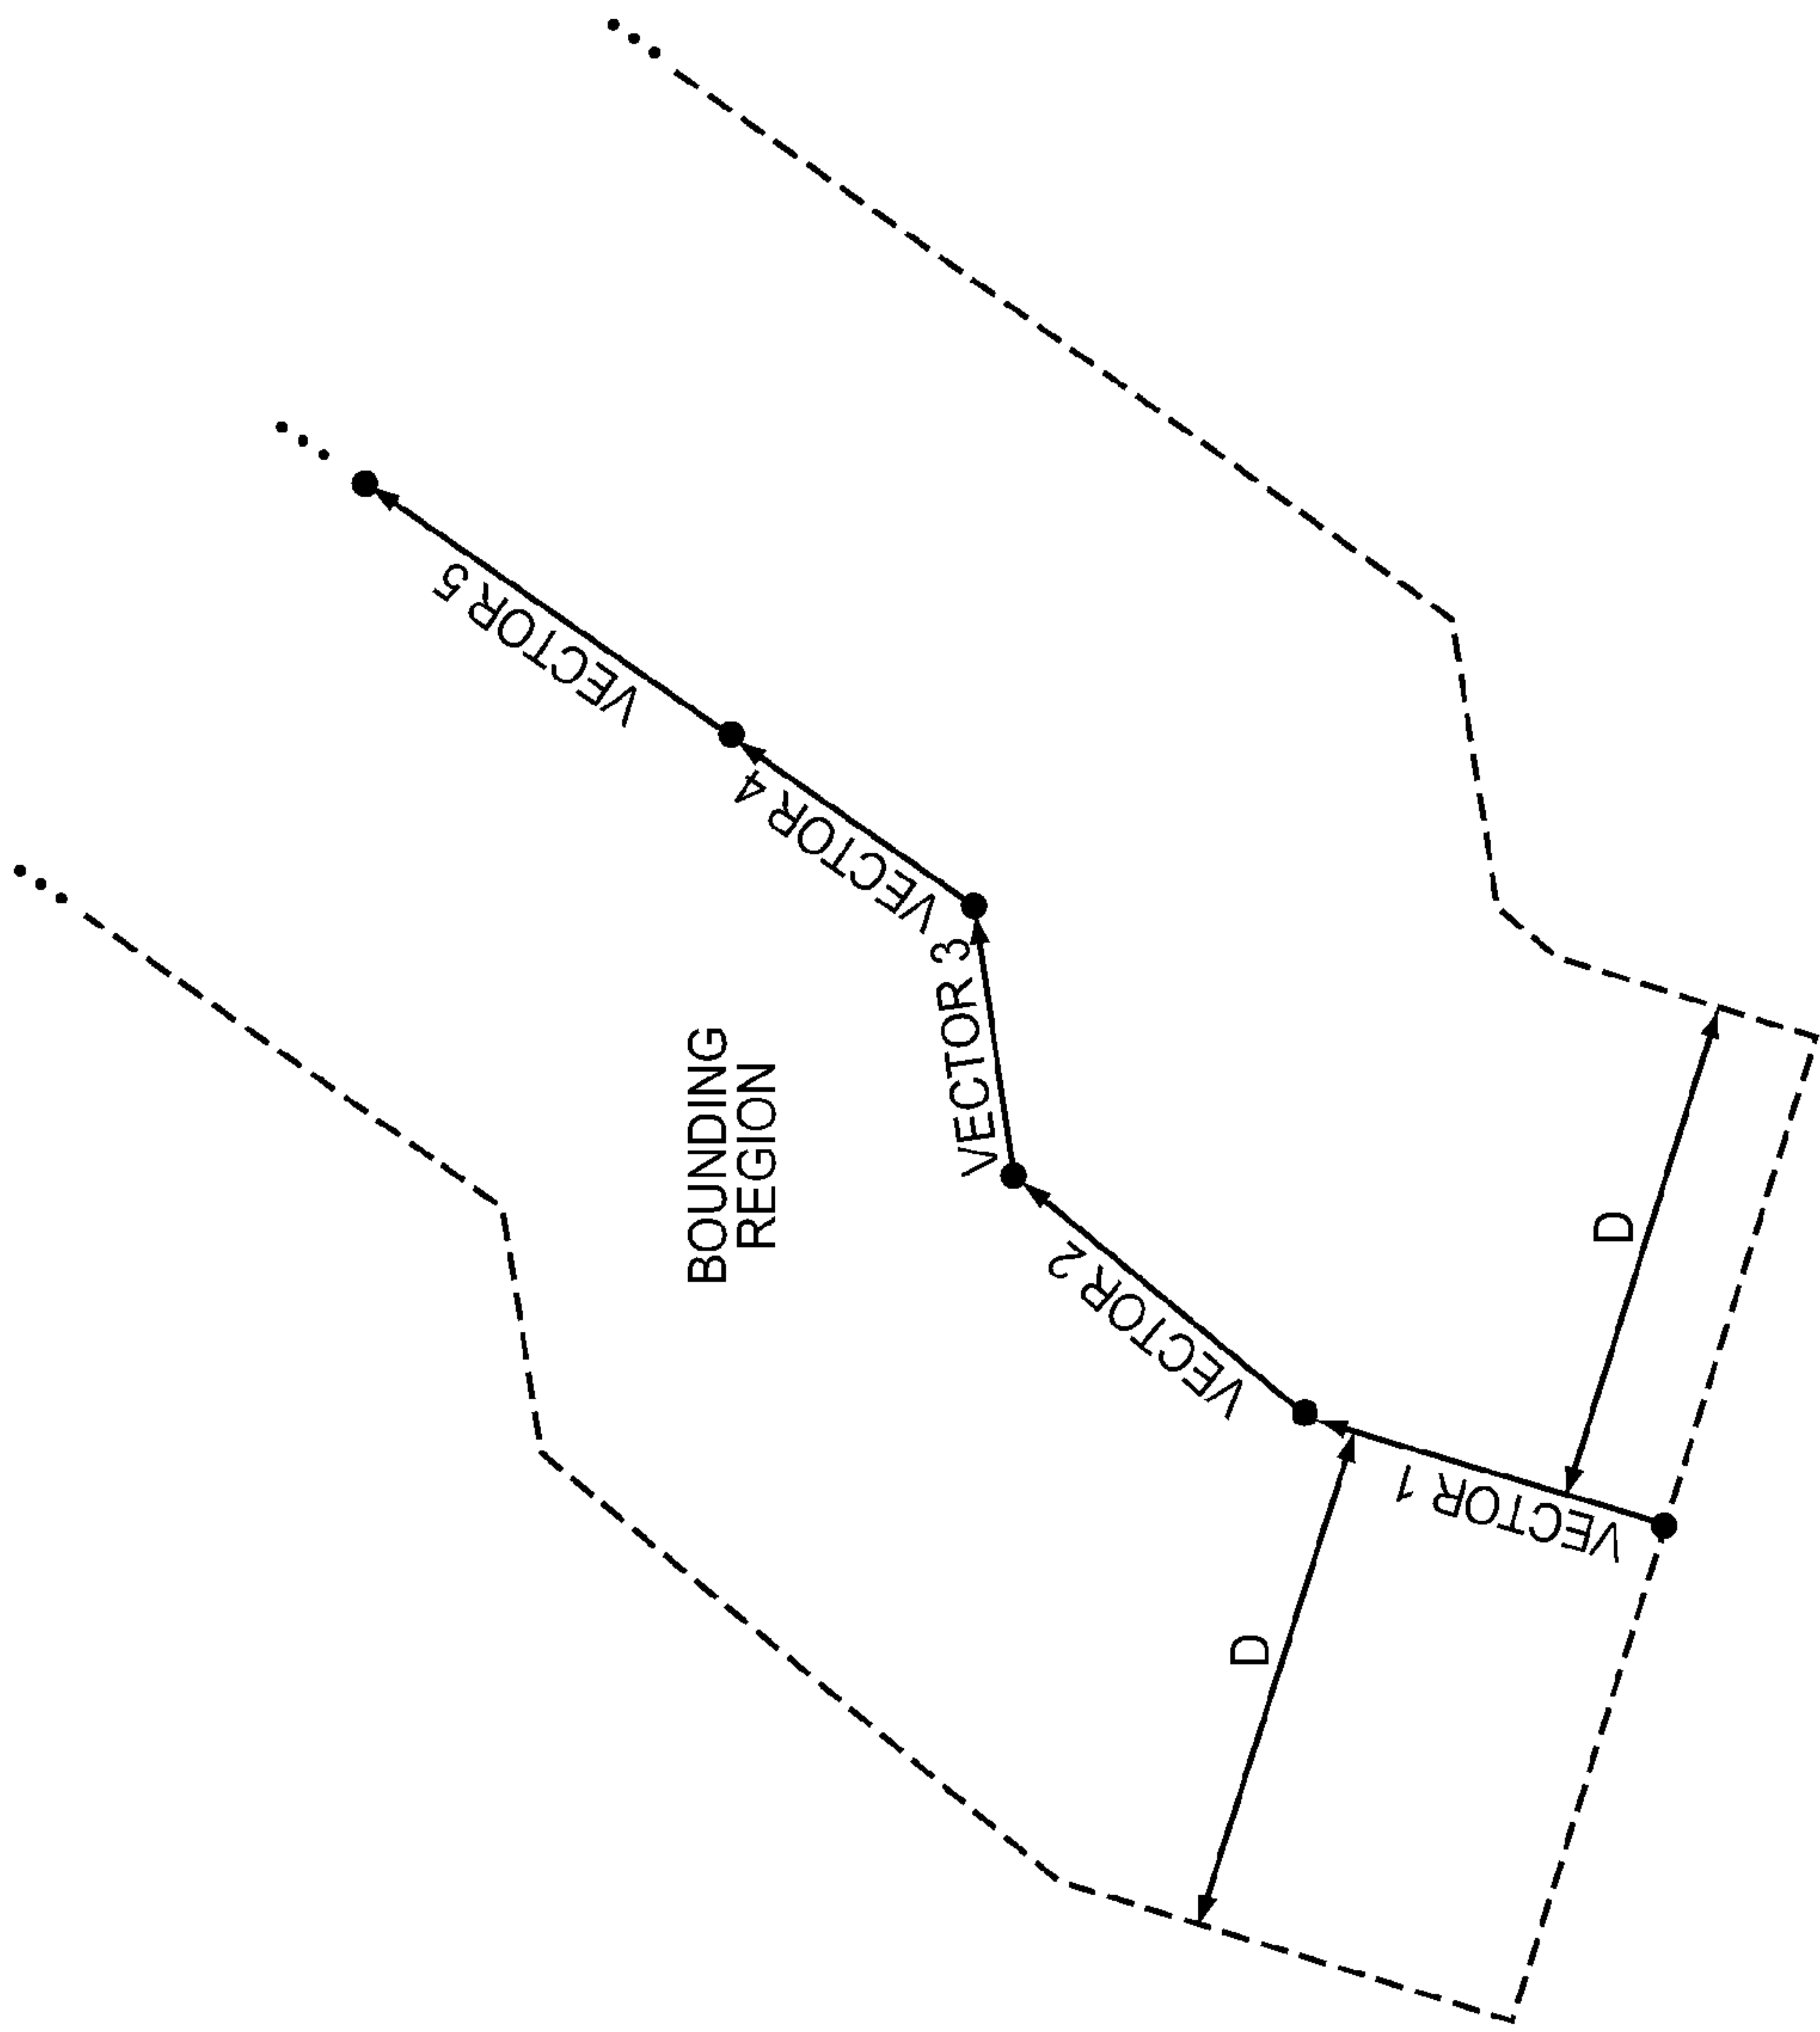 BOUNDING
REGION
VECTOR 1
VECTOR 2
VECTOR 3
VECTOR 4
VECTOR 5
D
D